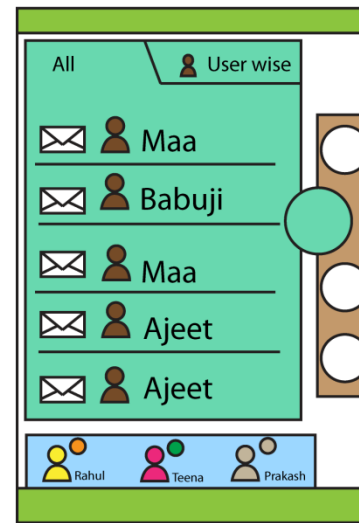 All User wise
Maa
Babuji
Maa
Ajeet
Ajeet
Rahul Teena Prakash